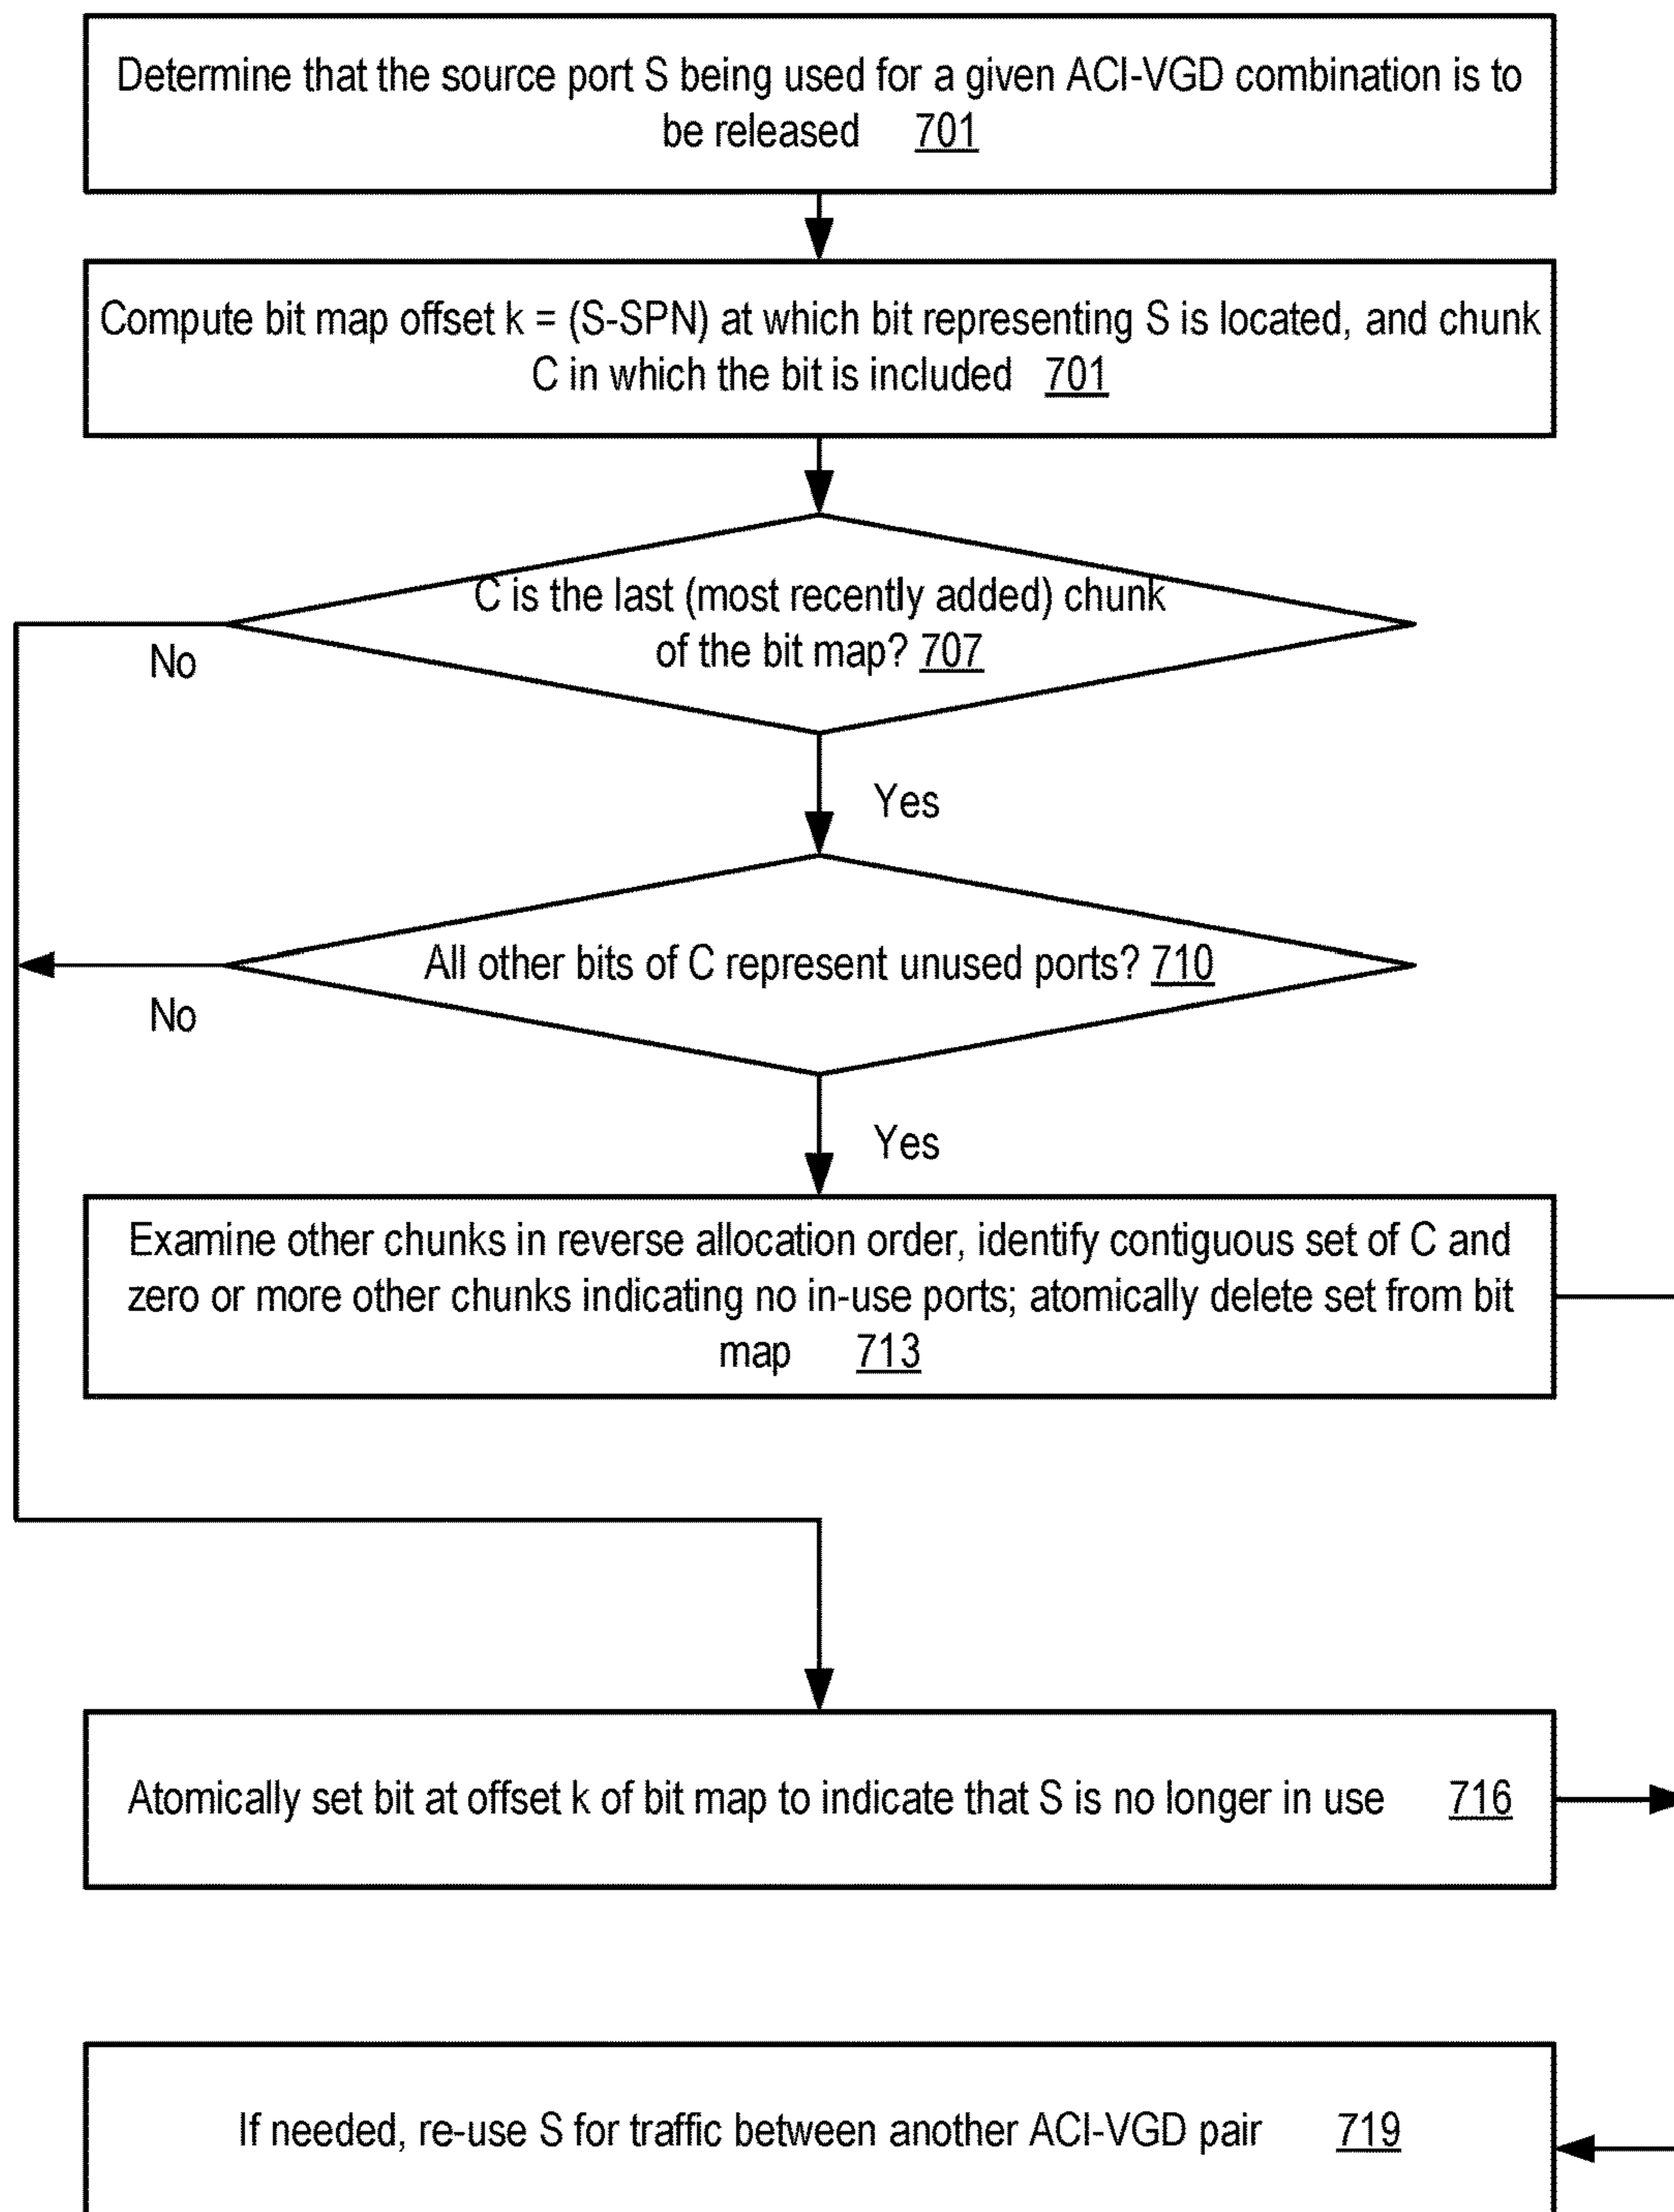 Determine that the source port S being used for a given ACI-VGD combination is to
be released 701
Compute bit map offset k = (S-SPN) at which bit representing S is located, and chunk
C in which the bit is included 701
C is the last (most recently added) chunk
of the bit map? 707
No
Yes
All other bits of C represent unused ports? 710
No
Yes
Examine other chunks in reverse allocation order, identify contiguous set of C and
zero or more other chunks indicating no in-use ports; atomically delete set from bit
map 713
Atomically set bit at offset k of bit map to indicate that S is no longer in use 716
If needed, re-use S for traffic between another ACI-VGD pair 719